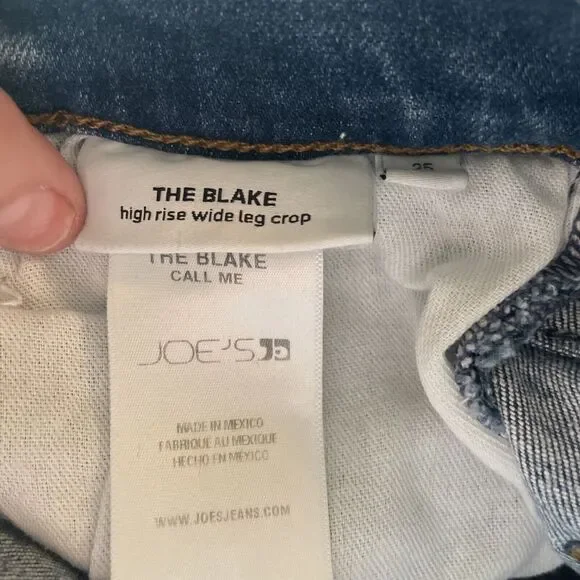 THE BLAKE
high rise wide leg crop
25
THE BLAKE
CALL ME
JOE'S
MADE IN MEXICO
FABRIQUE AU MEXIQUE
HECHO EN MEXICO
WWW.JOESJEANS.COM